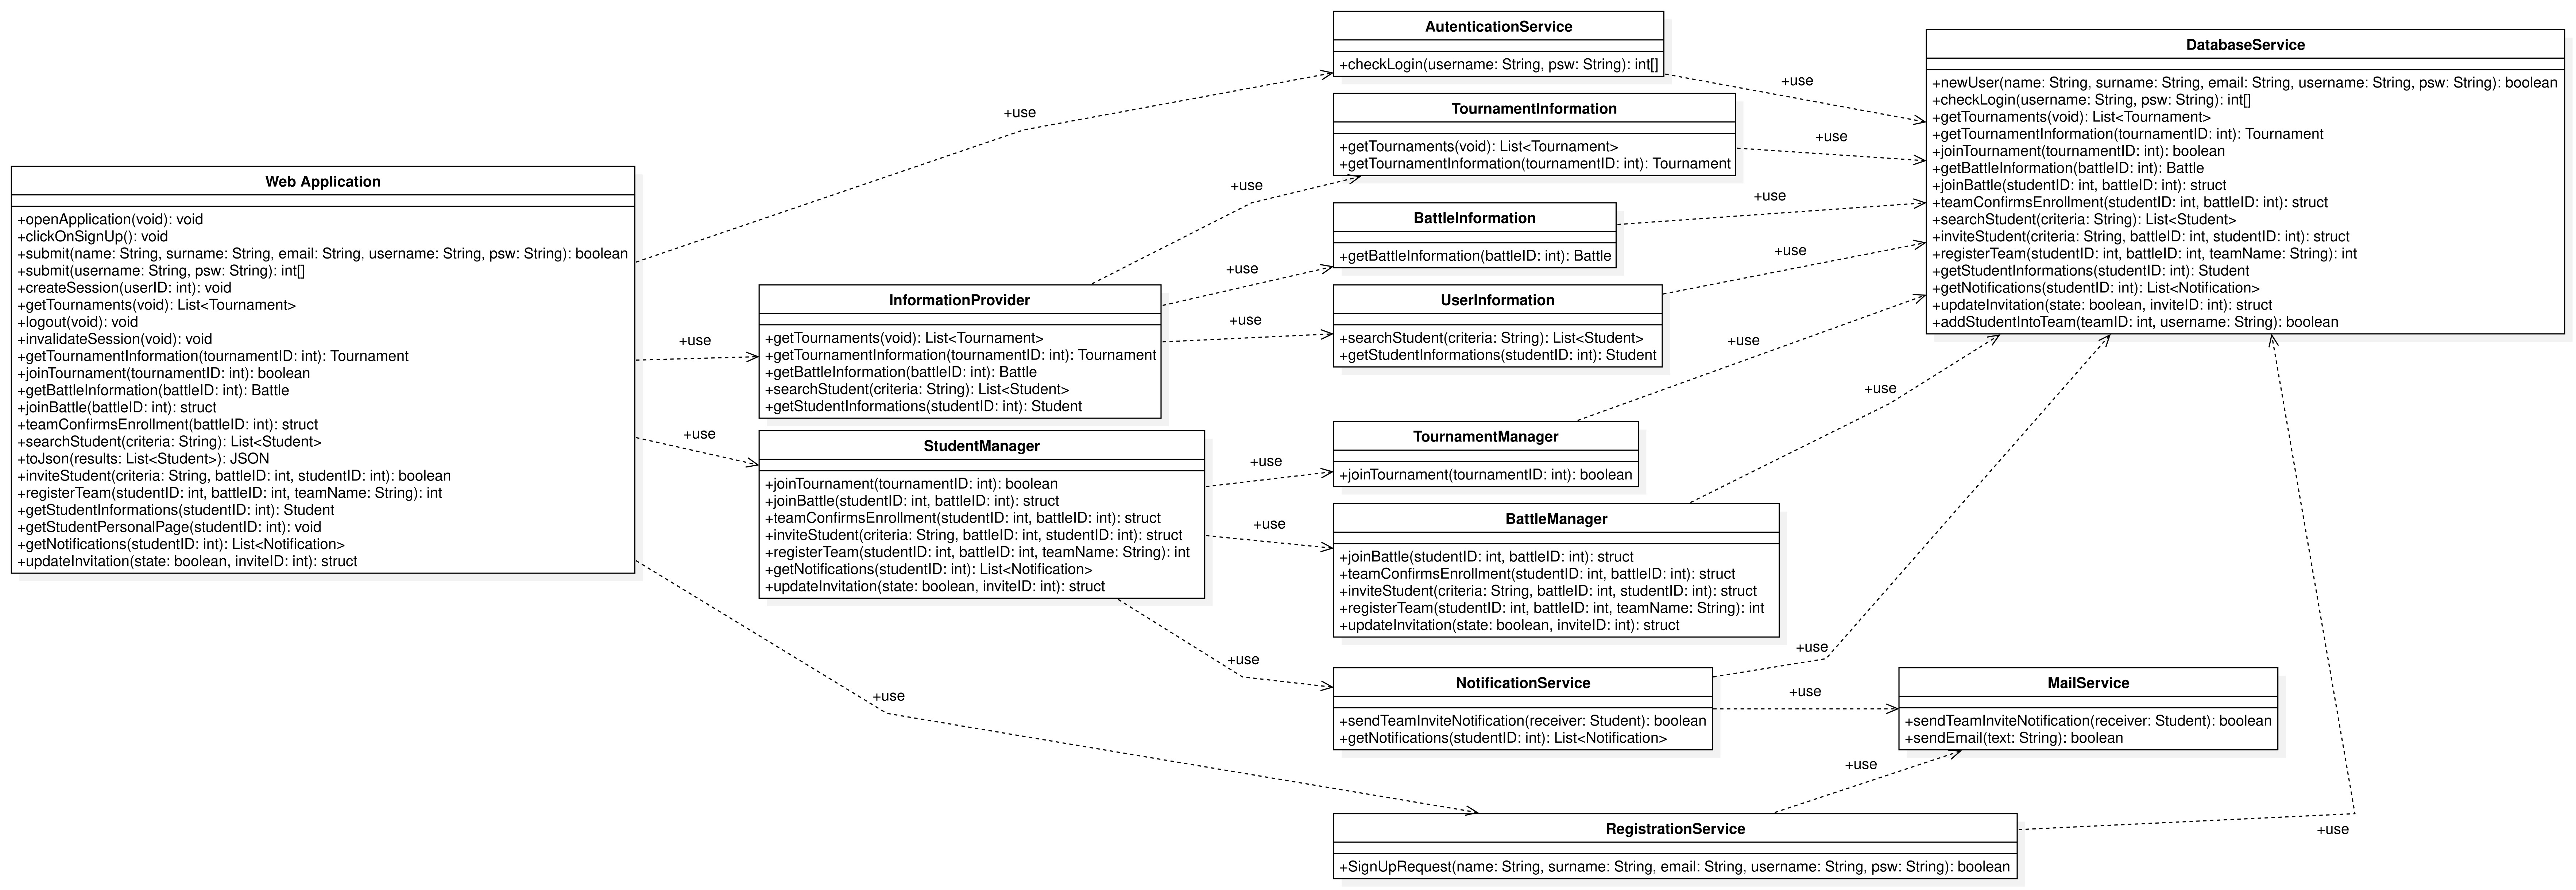 Web Application
+openApplication(void): void
+clickOnSignUp(): void
+submit(name: String, surname: String, email: String, username: String, psw: String): boolean
+submit(username: String, psw: String): int[]
+createSession(userID: int): void
+getTournaments(void): List<Tournament>
+logout(void): void
+invalidateSession(void): void
+getTournamentInformation(tournamentID: int): Tournament
+joinTournament(tournamentID: int): boolean
+getBattleInformation(battleID: int): Battle
+joinBattle(battleID: int): struct
+teamConfirmsEnrollment(battleID: int): struct
+searchStudent(criteria: String): List<Student>
+toJson(results: List<Student>): JSON
+inviteStudent(criteria: String, battleID: int, studentID: int): boolean
+registerTeam(studentID: int, battleID: int, teamName: String): int
+getStudentInformations(studentID: int): Student
+getStudentPersonalPage(studentID: int): void
+getNotifications(studentID: int): List<Notification>
+updateInvitation(state: boolean, inviteID: int): struct
+use
+use
+use
+use
InformationProvider
+getTournaments(void): List<Tournament>
+getTournamentInformation(tournamentID: int): Tournament
+getBattleInformation(battleID: int): Battle
+searchStudent(criteria: String): List<Student>
+getStudentInformations(studentID: int): Student
StudentManager
+joinTournament(tournamentID: int): boolean
+joinBattle(studentID: int, battleID: int): struct
+teamConfirmsEnrollment(studentID: int, battleID: int): struct
+inviteStudent(criteria: String, battleID: int, studentID: int): struct
+registerTeam(studentID: int, battleID: int, teamName: String): int
+getNotifications(studentID: int): List<Notification>
+updateInvitation(state: boolean, inviteID: int): struct
+use
+use
+use
+use
+use
+use
AutenticationService
+checkLogin(username: String, psw: String): int[]
TournamentInformation
+getTournaments(void): List<Tournament>
+getTournamentInformation(tournamentID: int): Tournament
BattleInformation
+getBattleInformation(battleID: int): Battle
UserInformation
+searchStudent(criteria: String): List<Student>
+getStudentInformations(studentID: int): Student
TournamentManager
+joinTournament(tournamentID: int): boolean
BattleManager
+joinBattle(studentID: int, battleID: int): struct
+teamConfirmsEnrollment(studentID: int, battleID: int): struct
+inviteStudent(criteria: String, battleID: int, studentID: int): struct
+registerTeam(studentID: int, battleID: int, teamName: String): int
+updateInvitation(state: boolean, inviteID: int): struct
NotificationService
+sendTeamInviteNotification(receiver: Student): boolean
+getNotifications(studentID: int): List<Notification>
RegistrationService
+SignUpRequest(name: String, surname: String, email: String, username: String, psw: String): boolean
+use
+use
+use
+use
+use
+use
+use
+use
+use
+use
DatabaseService
+newUser(name: String, surname: String, email: String, username: String, psw: String): boolean
+checkLogin(username: String, psw: String): int[]
+getTournaments(void): List<Tournament>
+getTournamentInformation(tournamentID: int): Tournament
+joinTournament(tournamentID: int): boolean
+getBattleInformation(battleID: int): Battle
+joinBattle(studentID: int, battleID: int): struct
+teamConfirmsEnrollment(studentID: int, battleID: int): struct
+searchStudent(criteria: String): List<Student>
+inviteStudent(criteria: String, battleID: int, studentID: int): struct
+registerTeam(studentID: int, battleID: int, teamName: String): int
+getStudentInformations(studentID: int): Student
+getNotifications(studentID: int): List<Notification>
+updateInvitation(state: boolean, inviteID: int): struct
+addStudentIntoTeam(teamID: int, username: String): boolean
MailService
+sendTeamInviteNotification(receiver: Student): boolean
+sendEmail(text: String): boolean